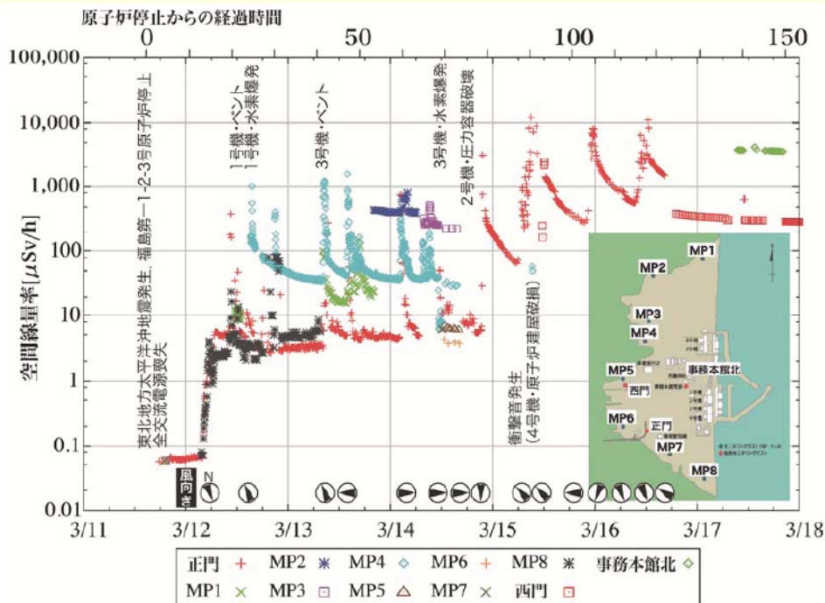 原子炉停止からの経過時間
0 50 100 150
空間線量率[μSv/h]
100,000
10,000
1,000
100
10
1
0.1
0.01
東北地方太平洋沖地震発生、福島第一1-2-3号原子炉停止
全交流電源喪失
1号機・ベント
1号機・水素爆発
3号機・ベント
3号機・水素爆発
2号機・圧力容器破壊
衝撃音発生
(4号機・原子炉建屋破損)
風向き
N
MP1
MP2
MP3
MP4
MP5
事務本館北
西門
MP6
正門
MP7
MP8
3/11 3/12 3/13 3/14 3/15 3/16 3/17 3/18
正門 MP2 MP4 MP6 MP8 事務本館北
MP1 MP3 MP5 MP7 西門